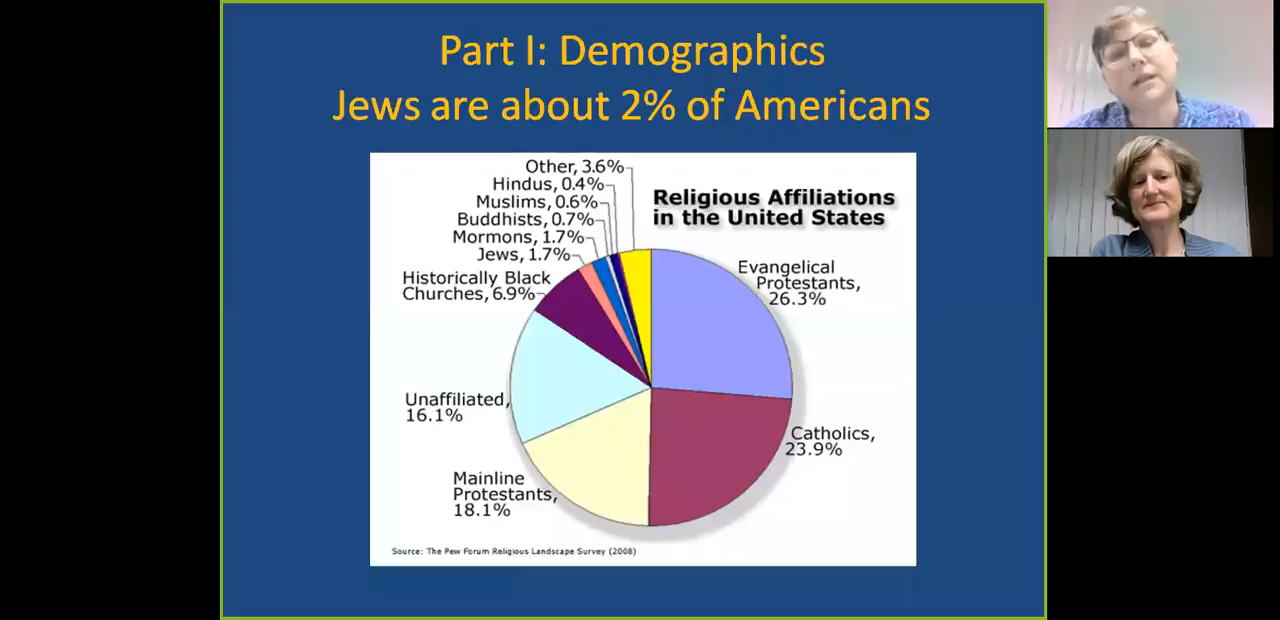 Part I: Demographics
Jews are about 2% of Americans
Religious Affiliations
in the United States
Other, 3.6%
Hindus, 0.4%
Muslims, 0.6%
Buddhists, 0.7%
Mormons, 1.7%
Jews, 1.7%
Historically Black
Churches, 6.9%
Unaffiliated,
16.1%
Mainline
Protestants,
18.1%
Evangelical
Protestants,
26.3%
Catholics,
23.9%
Source: The Pew Forum Religious Landscape Survey (2008)